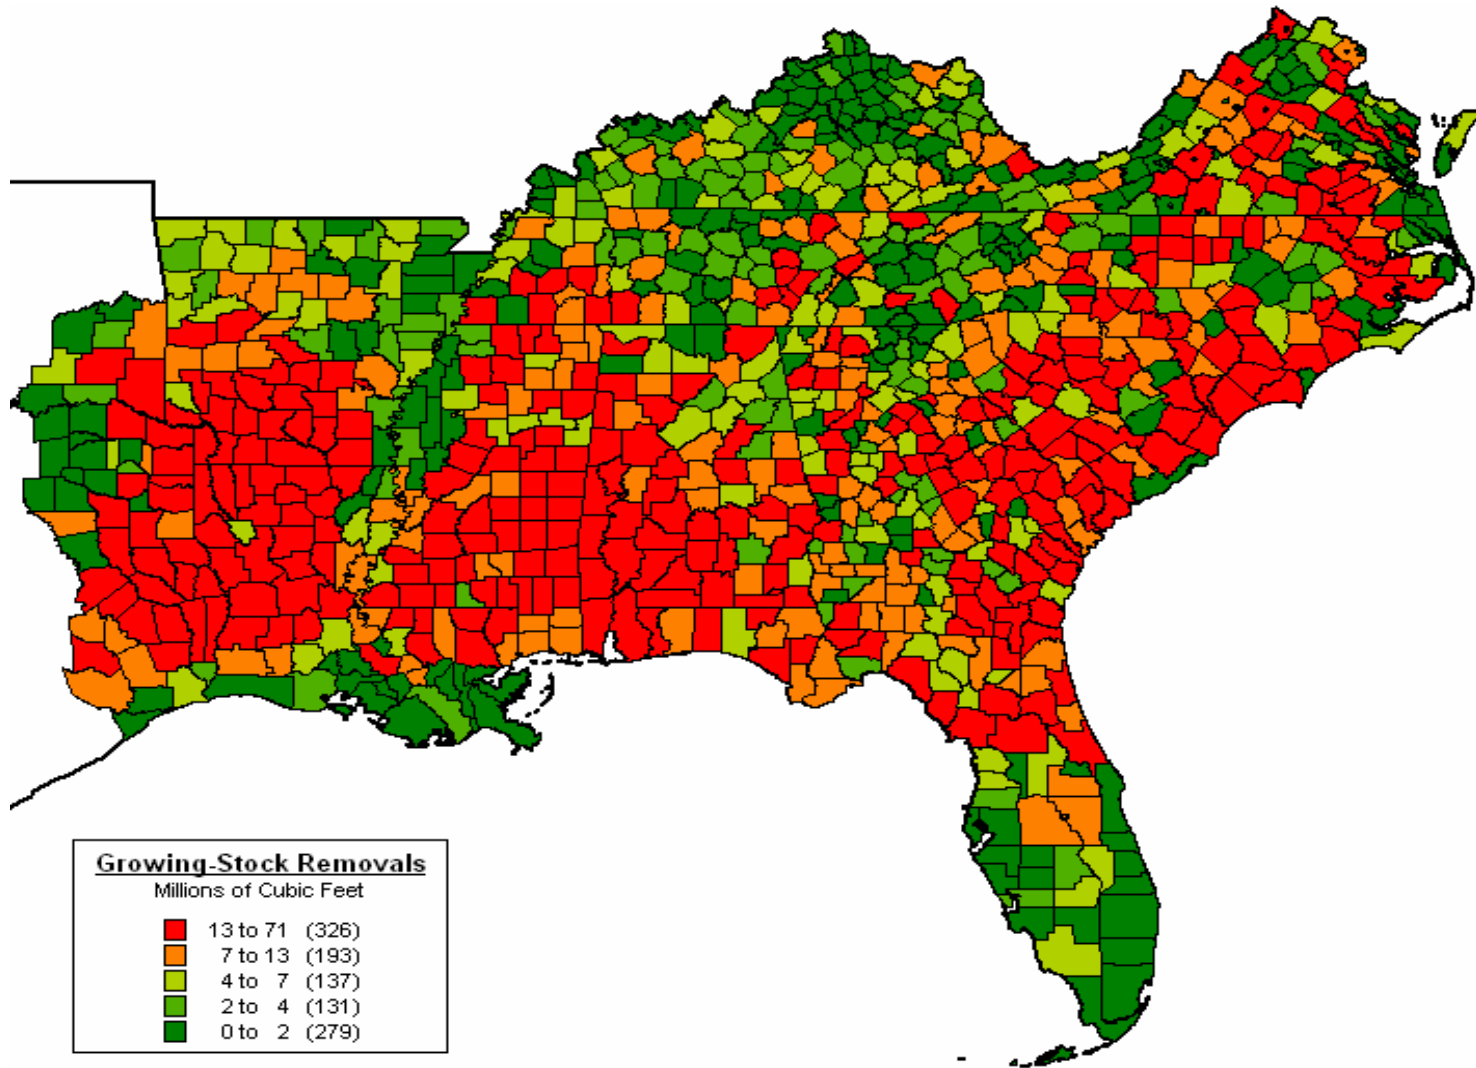 Growing-Stock Removals
Millions of Cubic Feet
13 to 71 (326)
7 to 13 (193)
4 to 7 (137)
2 to 4 (131)
0 to 2 (279)